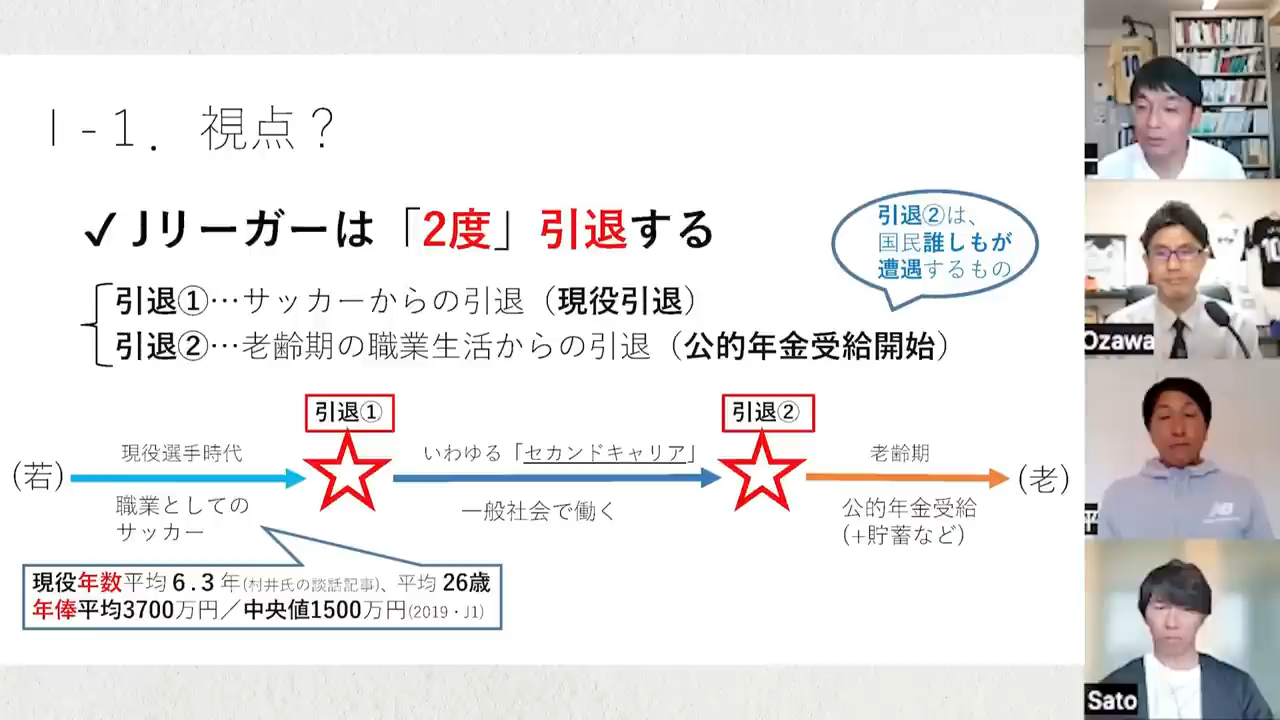 I-1．視点？
✓Jリーガーは「2度」引退する
引退②は、
国民誰しもが
遭遇するもの
引退①…サッカーからの引退（現役引退）
引退②…老齢期の職業生活からの引退（公的年金受給開始）
引退①
引退②
現役選手時代
いわゆる「セカンドキャリア」
老齢期
(若)
(老)
職業としての
サッカー
一般社会で働く
公的年金受給
(+貯蓄など)
現役年数平均6.3年(村井氏の談話記事)、平均26歳
年俸平均3700万円／中央値1500万円(2019・J1)
10
Ozawa
Sato